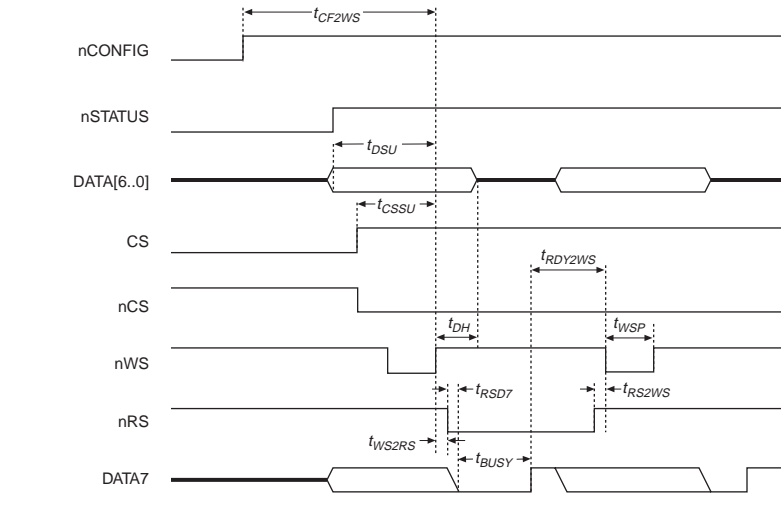 tCF2WS
nCONFIG
nSTATUS
tDSU
DATA[6..0]
tCSSU
CS
tRDY2WS
nCS
tDH
tWSP
nWS
tRSD7
tRS2WS
nRS
tWS2RS
tBUSY
DATA7